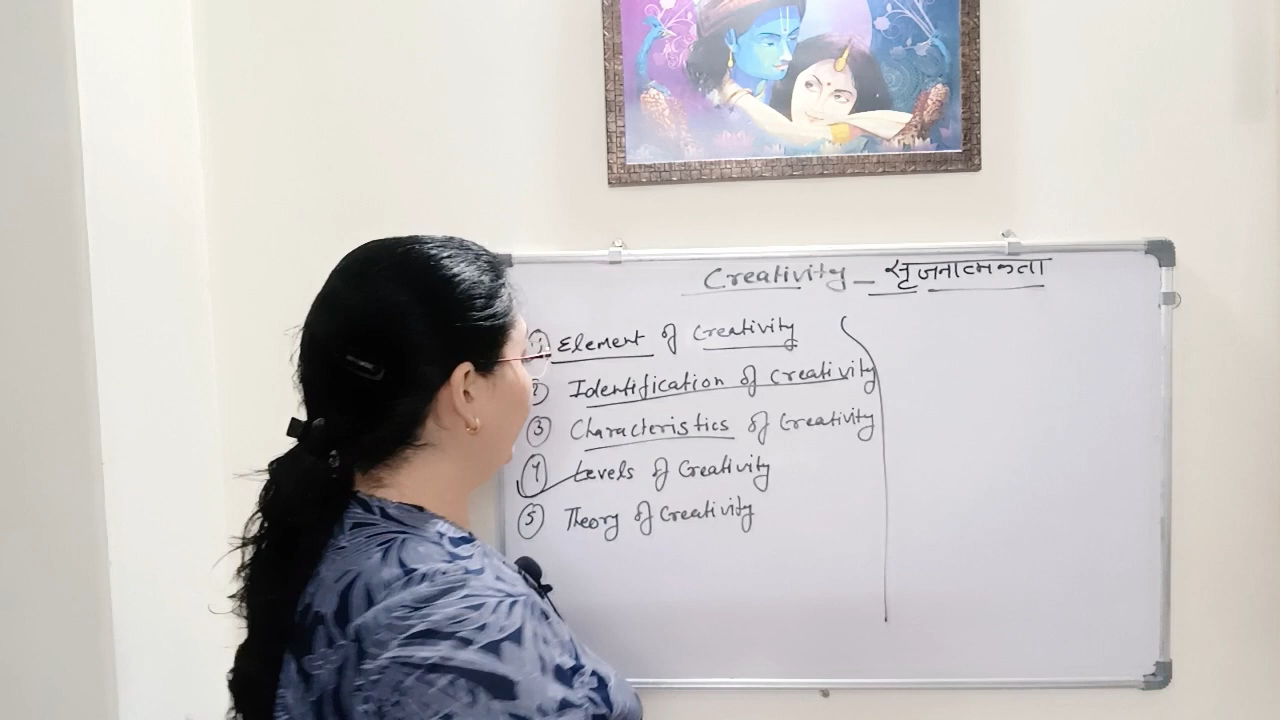 Creativity - सृजनात्मकता
① Element of Creativity
② Identification of Creativity
③ Characteristics of Creativity
④ Levels of Creativity
⑤ Theory of Creativity